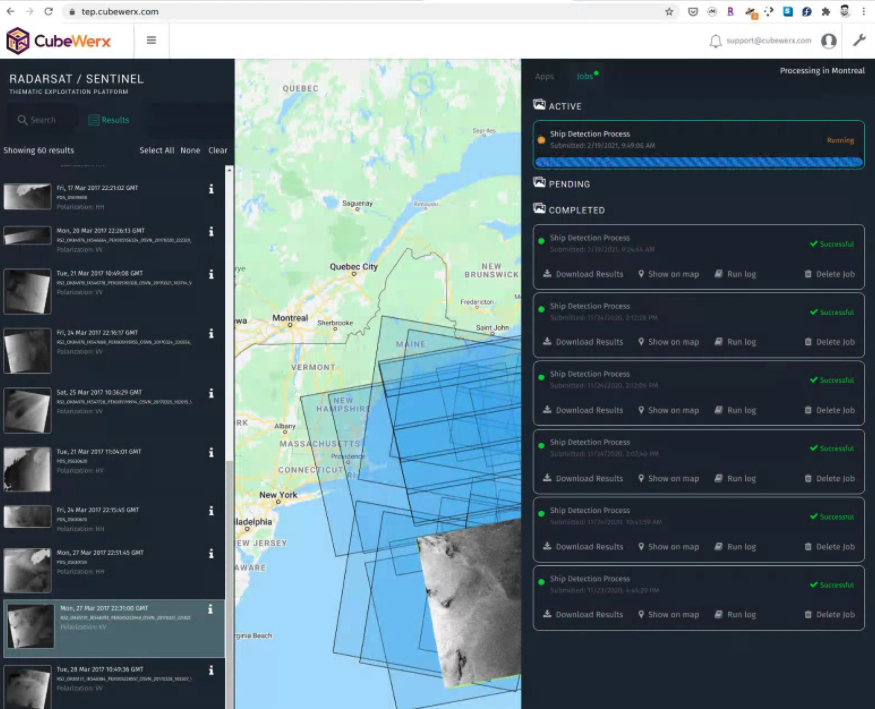 tep.cubewerx.com
CubeWerx
support@cubewerx.com
RADARSAT / SENTINEL
THEMATIC EXPLOITATION PLATFORM
Search
Results
Showing 60 results
Select All None Clear
Fri, 17 Mar 2017 22:21:02 GMT
Polarization: HH
Mon, 20 Mar 2017 22:26:13 GMT
Polarization: HH
Tue, 21 Mar 2017 10:49:08 GMT
Polarization: VV
Fri, 24 Mar 2017 22:16:17 GMT
Polarization: VV
Sat, 25 Mar 2017 10:36:29 GMT
Polarization: VV
Tue, 21 Mar 2017 11:04:01 GMT
Polarization: HV
Fri, 24 Mar 2017 22:15:45 GMT
Polarization: HH
Mon, 27 Mar 2017 22:51:45 GMT
Polarization: HH
Mon, 27 Mar 2017 22:31:00 GMT
Polarization: VV
Tue, 28 Mar 2017 10:49:36 GMT
Polarization: VV
QUEBEC
Sept-Îles
Saguenay
Rimouski
Quebec City
NEW
BRUNSWICK
Fredericton
Montreal
Sherbrooke
Saint John
MAINE
VERMONT
NEW
HAMPSHIRE
Albany
MASSACHUSETTS
Providence
CONNECTICUT
RI
New York
ladelphia
EW JERSEY
AWARE
ginia Beach
Apps
Jobs
Processing in Montreal
ACTIVE
Ship Detection Process
Submitted: 2/19/2021, 9:49:06 AM
Running
PENDING
COMPLETED
Ship Detection Process
Submitted: 2/19/2021, 9:24:44 AM
Successful
Download Results Show on map Run log Delete Job
Ship Detection Process
Submitted: 11/24/2020, 2:12:26 PM
Successful
Download Results Show on map Run log Delete Job
Ship Detection Process
Submitted: 11/24/2020, 2:12:06 PM
Successful
Download Results Show on map Run log Delete Job
Ship Detection Process
Submitted: 11/24/2020, 2:07:46 PM
Successful
Download Results Show on map Run log Delete Job
Ship Detection Process
Submitted: 11/24/2020,
Successful
Download Results Show on map Run log Delete Job
Ship Detection Process
Submitted: 11/23/2020, 4:44:29 PM
Successful
Download Results Show on map Run log Delete Job